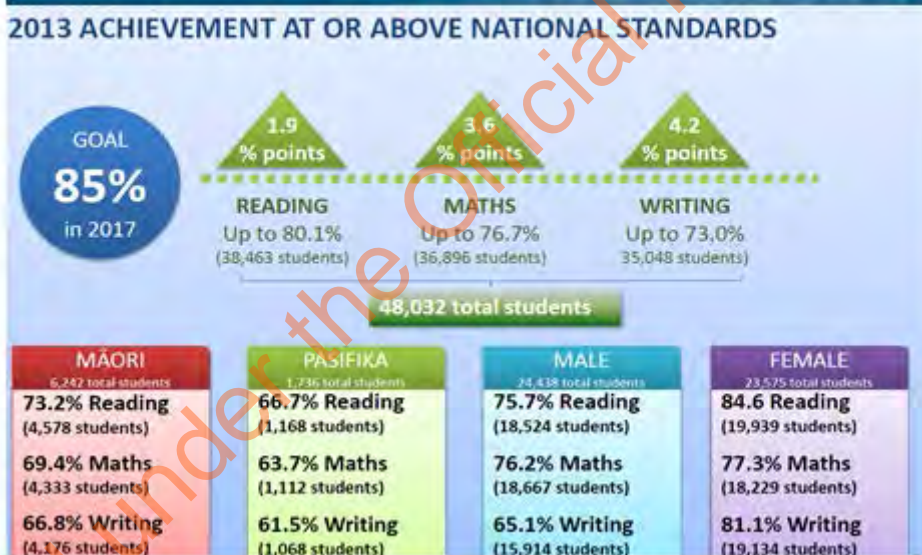 2013 ACHIEVEMENT AT OR ABOVE NATIONAL STANDARDS
GOAL
85%
in 2017
1.9
% points
3.6
% points
4.2
% points
READING
Up to 80.1%
(38,463 students)
MATHS
Up to 76.7%
(36,896 students)
WRITING
Up to 73.0%
35,048 students)
48,032 total students
MĀORI
6,242 total students
73.2% Reading
(4,578 students)
69.4% Maths
(4,333 students)
66.8% Writing
(4,176 students)
PASIFIKA
1,736 total students
66.7% Reading
(1,168 students)
63.7% Maths
(1,112 students)
61.5% Writing
(1,068 students)
MALE
24,438 total students
75.7% Reading
(18,524 students)
76.2% Maths
(18,667 students)
65.1% Writing
(15,914 students)
FEMALE
23,575 total students
84.6 Reading
(19,939 students)
77.3% Maths
(18,229 students)
81.1% Writing
(19,134 students)
under the Official